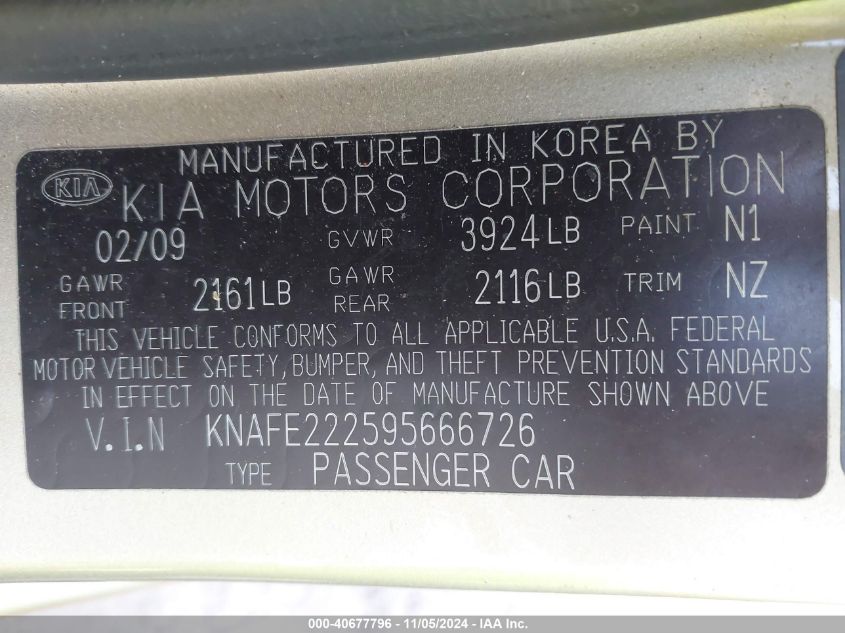 MANUFACTURED IN KOREA BY
KIA KIA MOTORS CORPORATION
02/09 GVWR 3924LB PAINT N1
GAWR FRONT 2161LB GAWR REAR 2116LB TRIM NZ
THIS VEHICLE CONFORMS TO ALL APPLICABLE U.S.A. FEDERAL
MOTOR VEHICLE SAFETY, BUMPER, AND THEFT PREVENTION STANDARDS
IN EFFECT ON THE DATE OF MANUFACTURE SHOWN ABOVE
V.I.N KNAFE222595666726
TYPE PASSENGER CAR
000-40677796 - 11/05/2024 - IAA Inc.